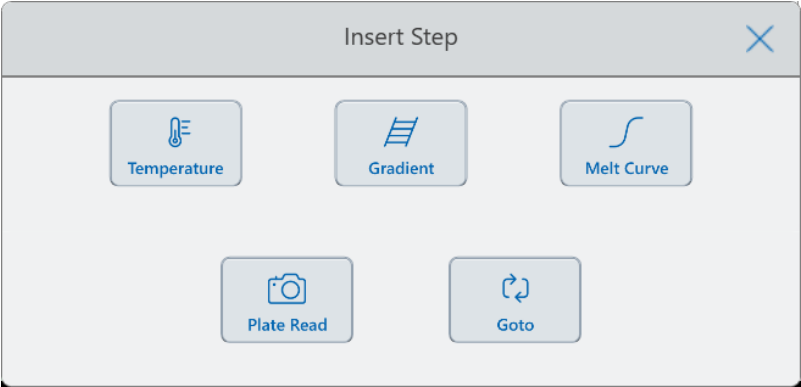 Insert Step
Temperature
Gradient
Melt Curve
Plate Read
Goto